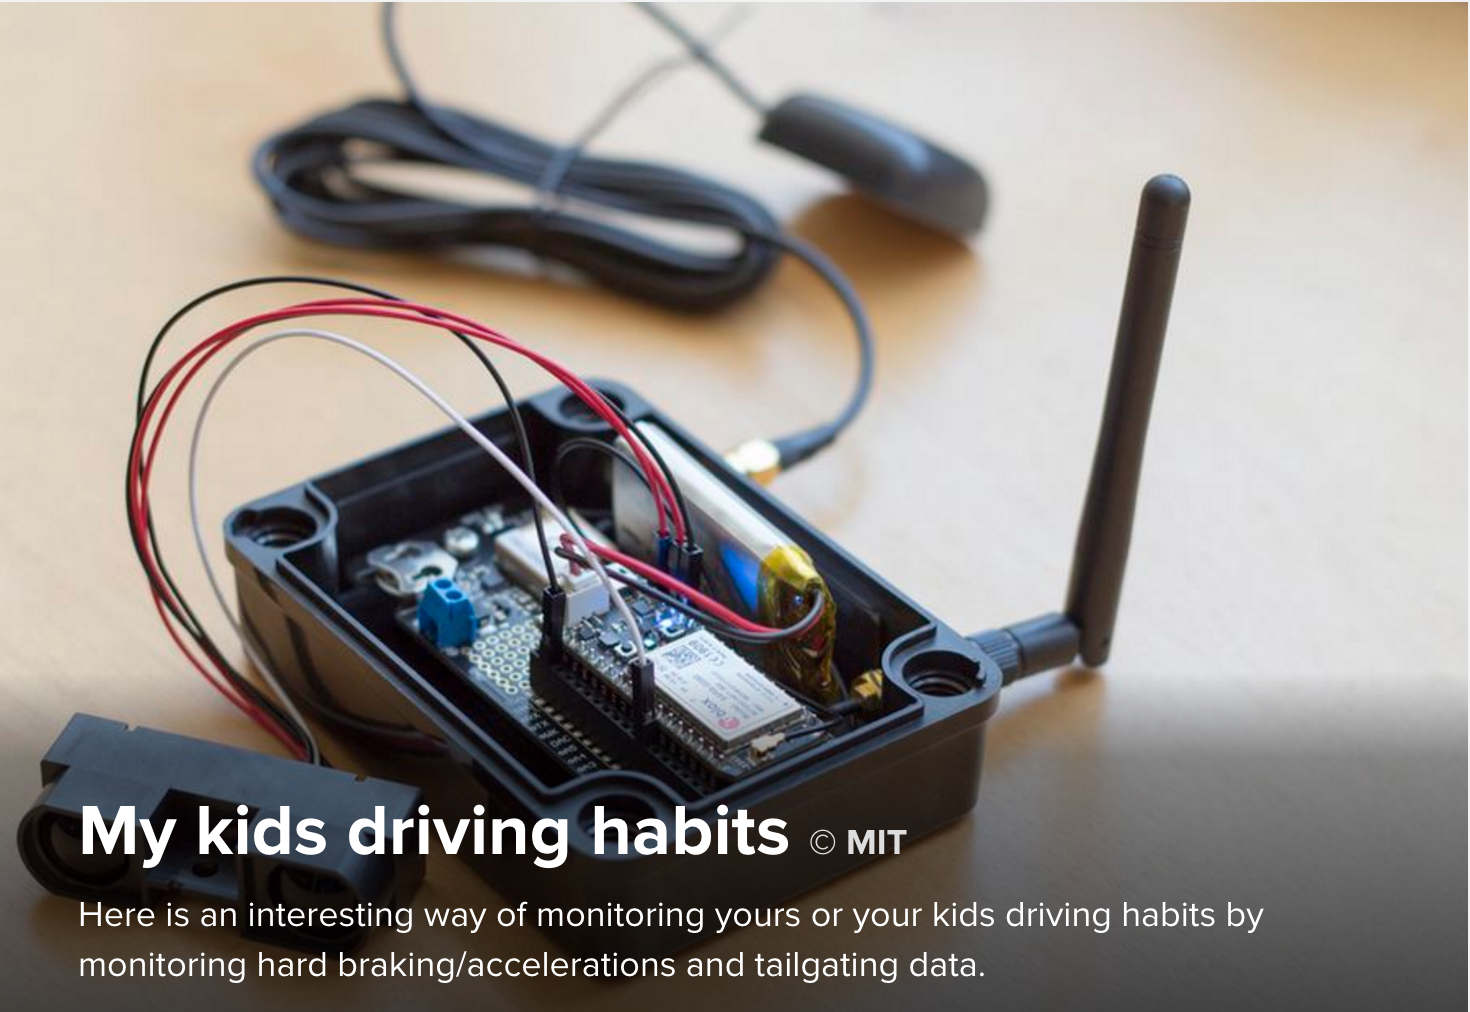 My kids driving habits © MIT
Here is an interesting way of monitoring yours or your kids driving habits by
monitoring hard braking/accelerations and tailgating data.
blox